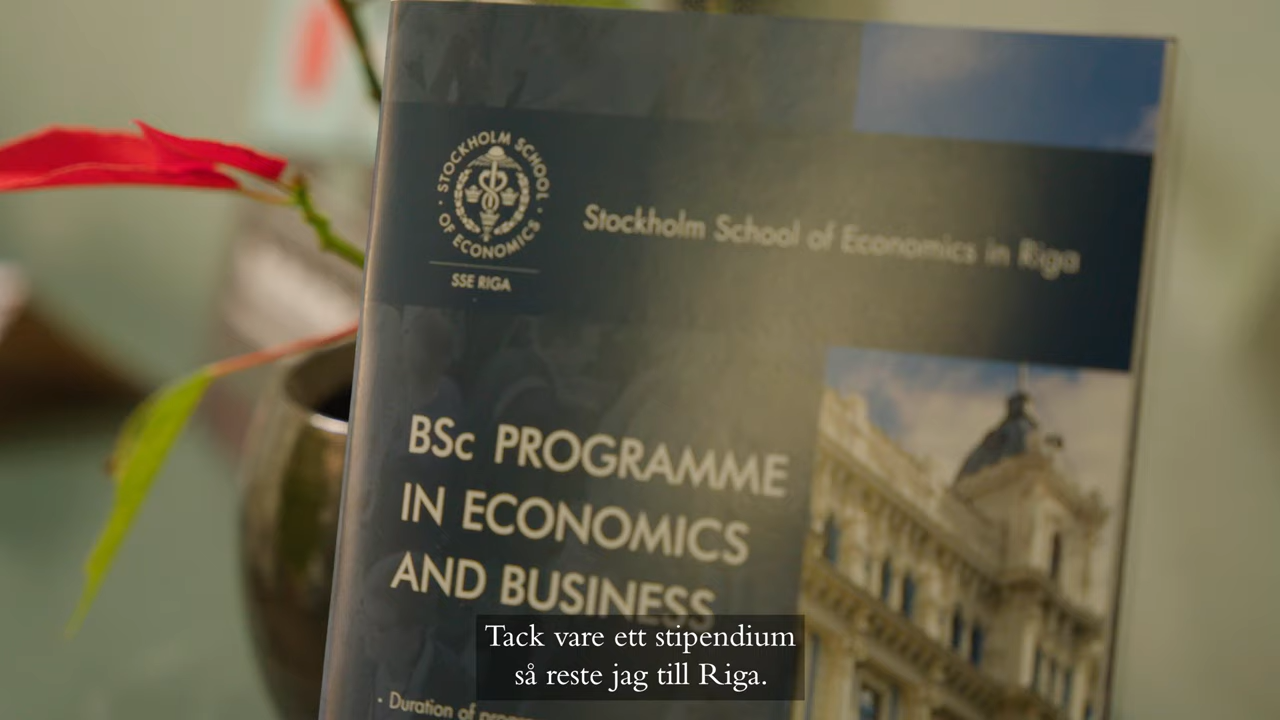 STOCKHOLM SCHOOL
OF ECONOMICS
SSE RIGA
Stockholm School of Economics in Riga
BSc PROGRAMME
IN ECONOMICS
AND BUSINESS
• Duration of
Tack vare ett stipendium
så reste jag till Riga.